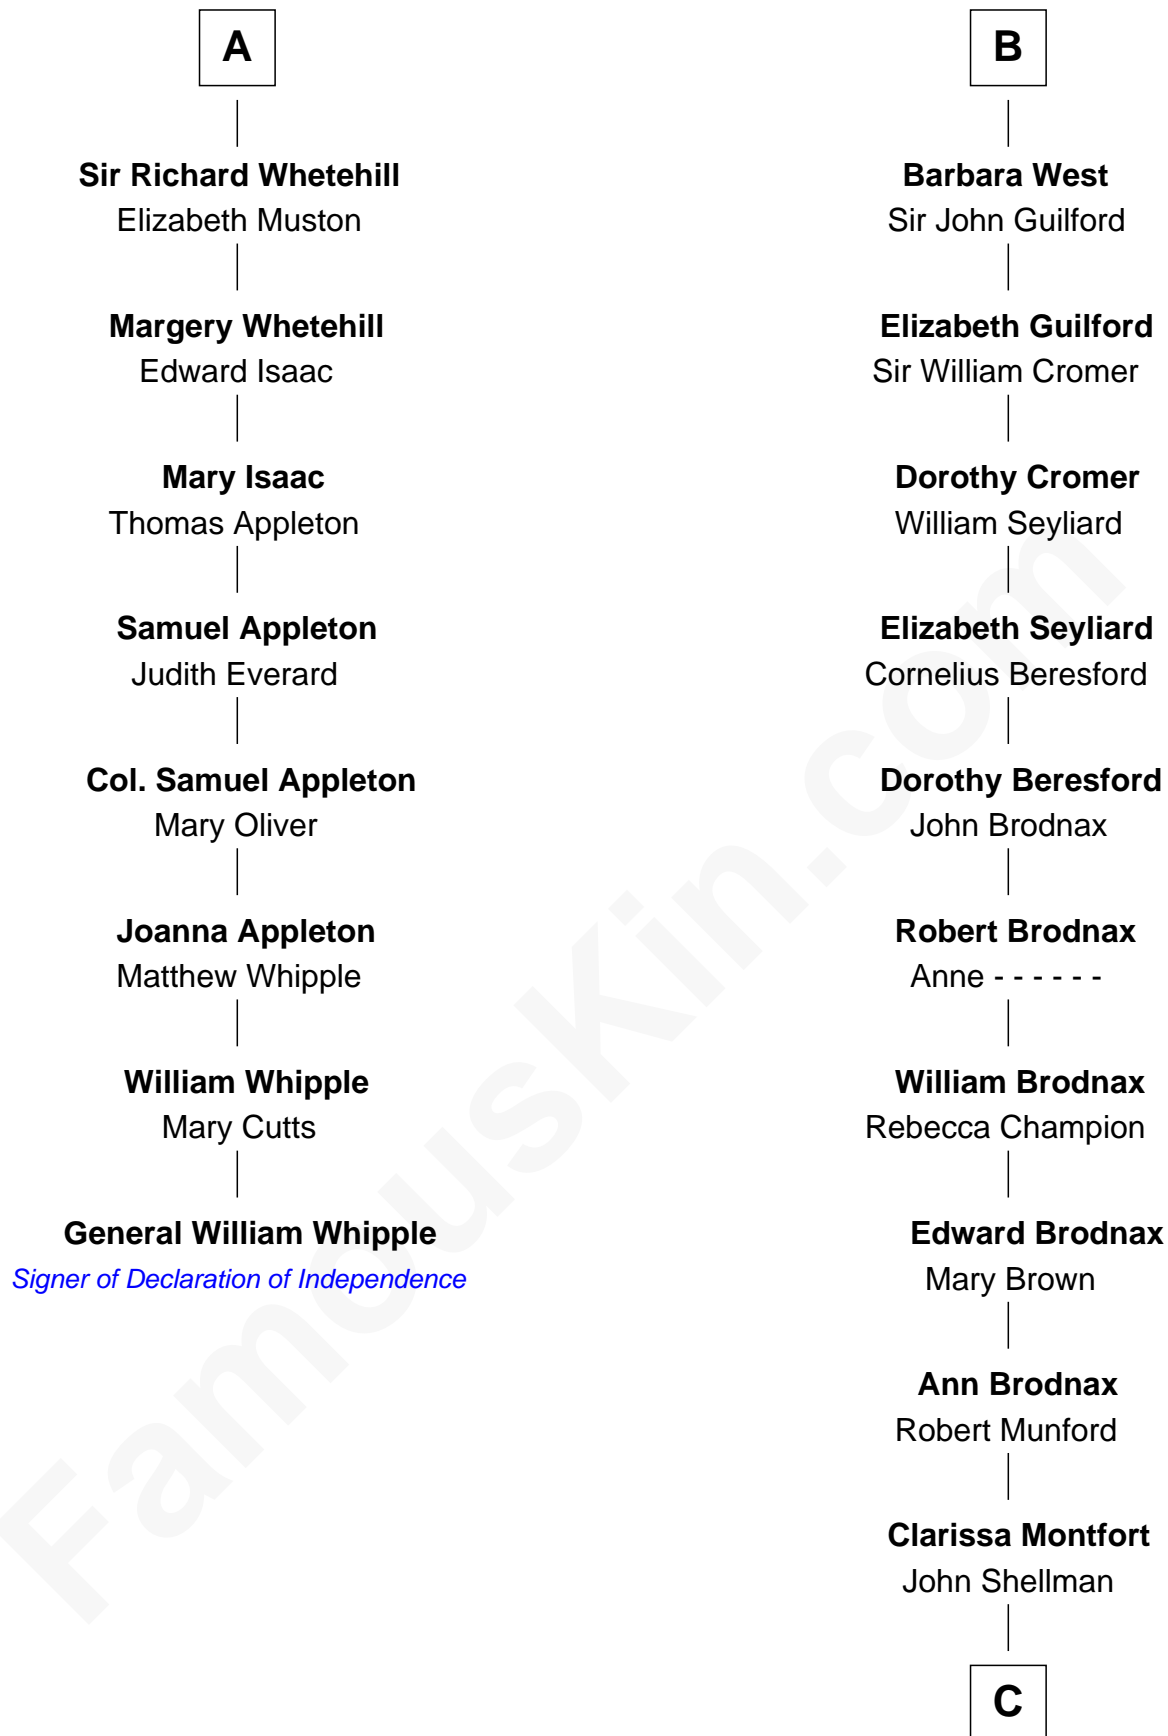 A
Sir Richard Whetehill
Elizabeth Muston
Margery Whetehill
Edward Isaac
Mary Isaac
Thomas Appleton
Samuel Appleton
Judith Everard
Col. Samuel Appleton
Mary Oliver
Joanna Appleton
Matthew Whipple
William Whipple
Mary Cutts
General William Whipple
Signer of Declaration of Independence
B
Barbara West
Sir John Guilford
Elizabeth Guilford
Sir William Cromer
Dorothy Cromer
William Seyliard
Elizabeth Seyliard
Cornelius Beresford
Dorothy Beresford
John Brodnax
Robert Brodnax
Anne - - - - - -
William Brodnax
Rebecca Champion
Edward Brodnax
Mary Brown
Ann Brodnax
Robert Munford
Clarissa Montfort
John Shellman
C
FamousKin.com